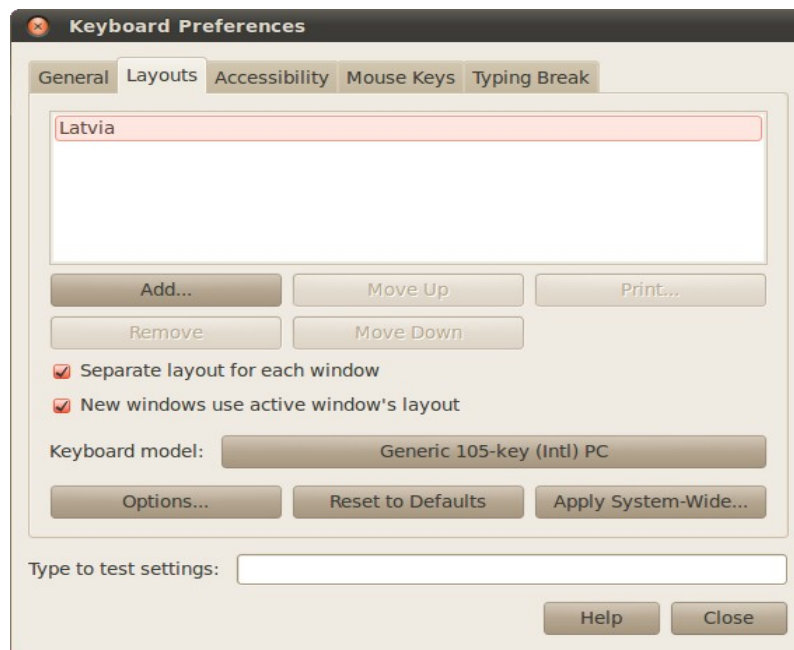 Keyboard Preferences
General Layouts Accessibility Mouse Keys Typing Break
Latvia
Add... Move Up Print...
Remove Move Down
Separate layout for each window
New windows use active window's layout
Keyboard model: Generic 105-key (Intl) PC
Options... Reset to Defaults Apply System-Wide...
Type to test settings:
Help Close